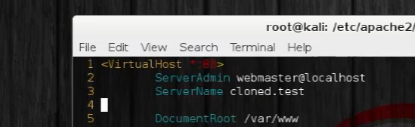 root@kali: /etc/apache2/
File Edit View Search Terminal Help
1 <VirtualHost *:80>
2 ServerAdmin webmaster@localhost
3 ServerName cloned.test
4
5 DocumentRoot /var/www